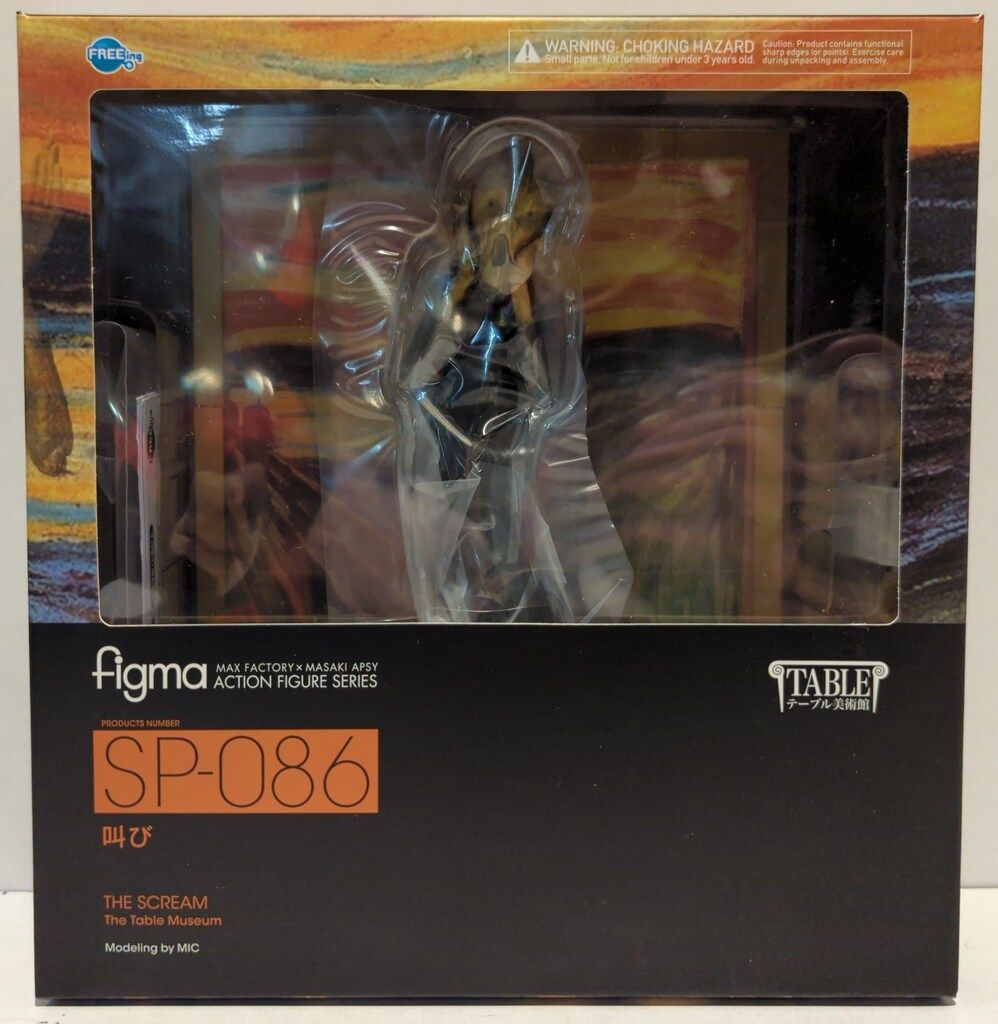 FREEing
WARNING: CHOKING HAZARD
Small parts. Not for children under 3 years old.
Caution: Product contains functional
sharp edges (or points). Exercise care
during unpacking and assembly.
figma
MAX FACTORY × MASAKI APSY
ACTION FIGURE SERIES
TABLE
テーブル美術館
PRODUCTS NUMBER
SP-086
叫び
THE SCREAM
The Table Museum
Modeling by MIC